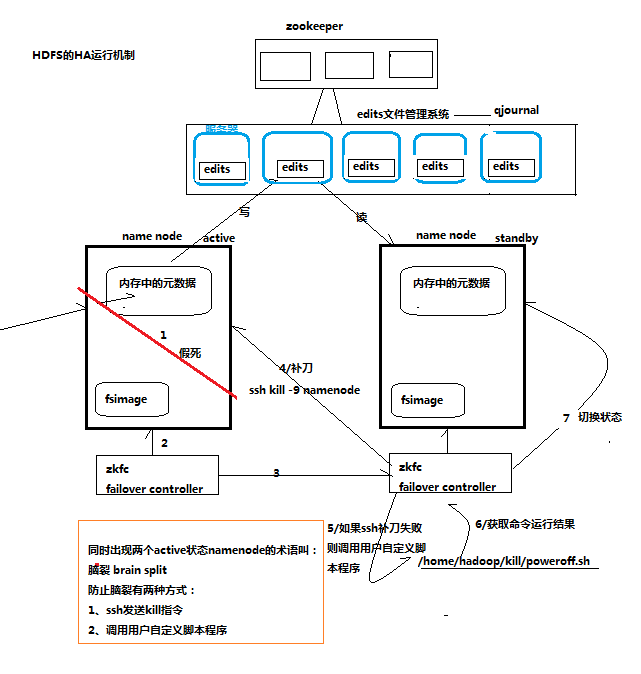 zookeeper
HDFS的HA运行机制
edits文件管理系统
qjournal
服务器
edits
edits
edits
edits
edits
写
读
name node
active
name node
standby
内存中的元数据
内存中的元数据
1
假死
4/补刀
ssh kill -9 namenode
fsimage
fsimage
7 切换状态
2
zkfc
failover controller
3
zkfc
failover controller
5/如果ssh补刀失败
则调用用户自定义脚
本程序
6/获取命令运行结果
/home/hadoop/kill/poweroff.sh
同时出现两个active状态namenode的术语叫：
脑裂 brain split
防止脑裂有两种方式：
1、ssh发送kill指令
2、调用用户自定义脚本程序